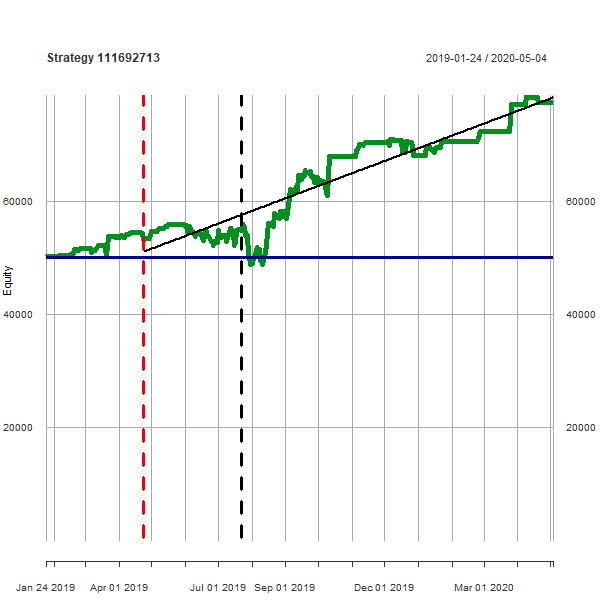 Strategy 111692713
2019-01-24 / 2020-05-04
60000
60000
Equity
40000
40000
20000
20000
Jan 24 2019
Apr 01 2019
Jul 01 2019
Sep 01 2019
Dec 01 2019
Mar 01 2020